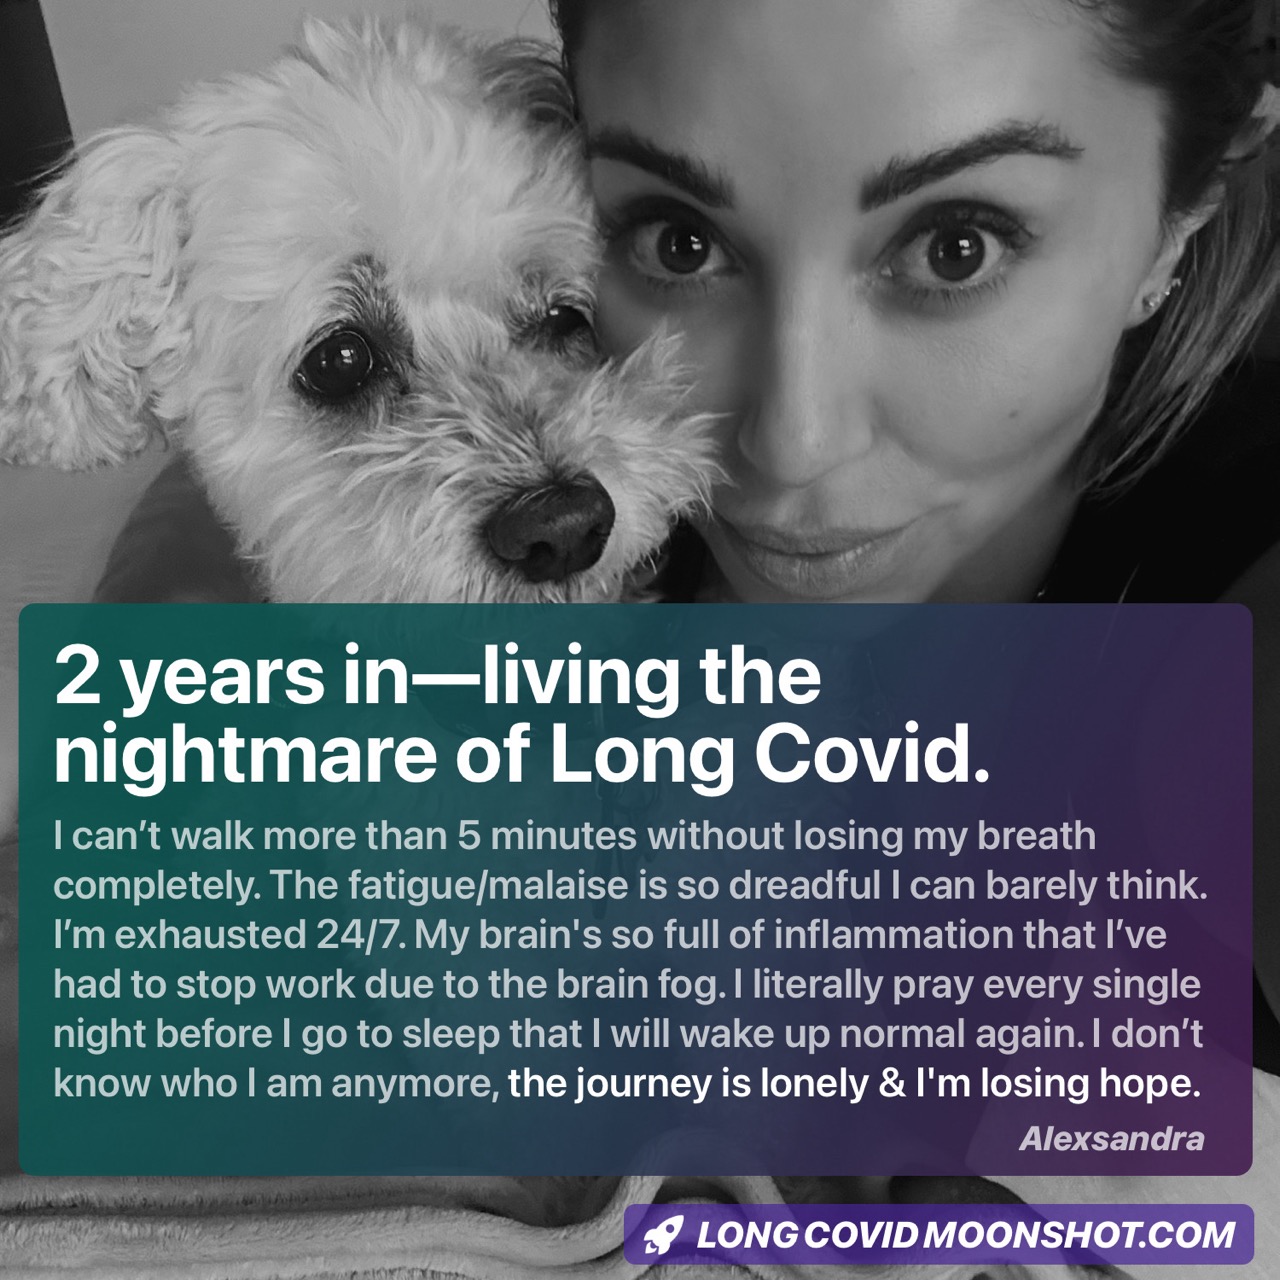 2 years in—living the
nightmare of Long Covid.
I can’t walk more than 5 minutes without losing my breath
completely. The fatigue/malaise is so dreadful I can barely think.
I’m exhausted 24/7. My brain's so full of inflammation that I’ve
had to stop work due to the brain fog. I literally pray every single
night before I go to sleep that I will wake up normal again. I don’t
know who I am anymore, the journey is lonely & I'm losing hope.
Alexsandra
LONG COVID MOONSHOT.COM